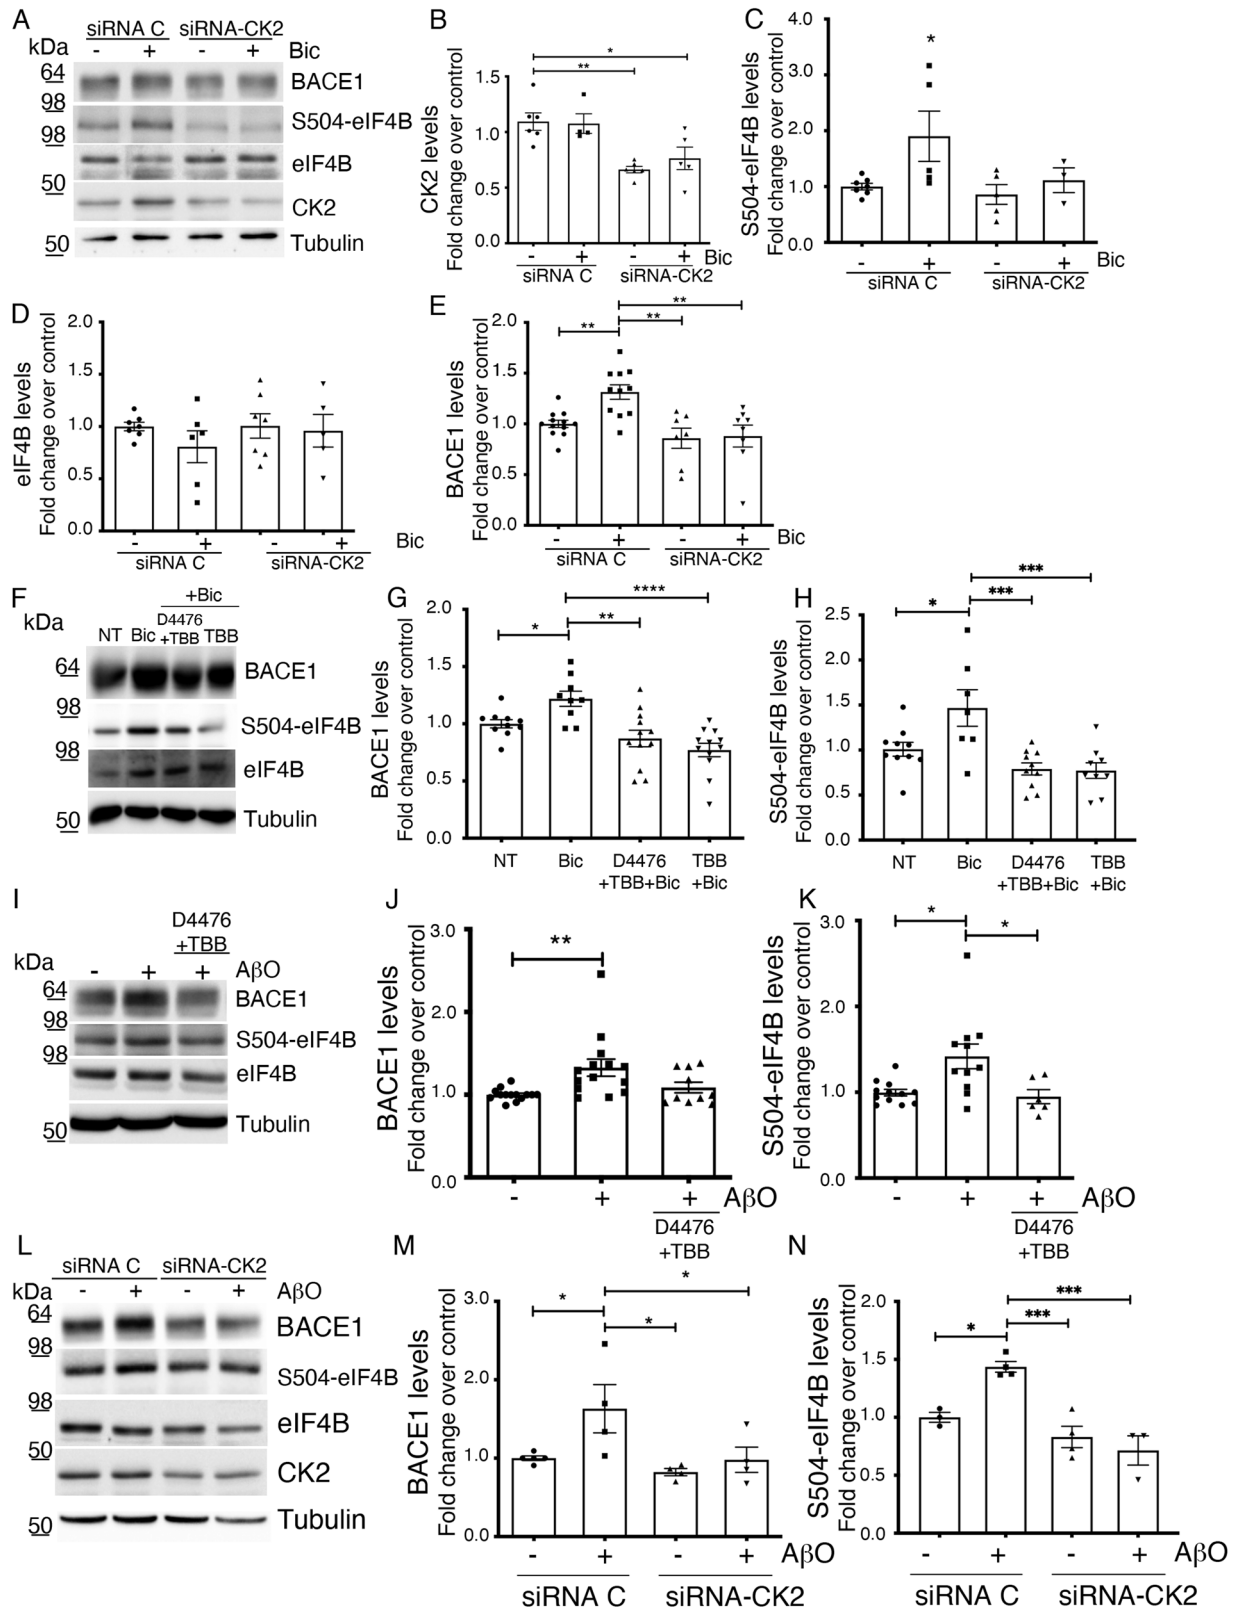 A
siRNA C siRNA-CK2
kDa - + - + Bic
64 BACE1
98 S504-eIF4B
98 eIF4B
50 CK2
50 Tubulin
B
* **
CK2 levels
Fold change over control
1.5
1.0
0.5
0.0
- + - + Bic
siRNA C siRNA-CK2
C
*
S504-eIF4B levels
Fold change over control
4.0
3.0
2.0
1.0
0.0
- + - + Bic
siRNA C siRNA-CK2
D
eIF4B levels
Fold change over control
2.0
1.5
1.0
0.5
0.0
- + - + Bic
siRNA C siRNA-CK2
E
** ** **
BACE1 levels
Fold change over control
2.0
1.5
1.0
0.5
0.0
- + - + Bic
siRNA C siRNA-CK2
F
+Bic
kDa
D4476
NT Bic +TBB TBB
64 BACE1
98 S504-eIF4B
98 eIF4B
50 Tubulin
G
* ** ****
BACE1 levels
Fold change over control
2.0
1.5
1.0
0.5
0.0
NT Bic D4476 TBB
+TBB+Bic +Bic
H
* *** ***
S504-eIF4B levels
Fold change over control
2.5
2.0
1.5
1.0
0.5
0.0
NT Bic D4476 TBB
+TBB+Bic +Bic
I
D4476
+TBB
kDa - + + AβO
64 BACE1
98 S504-eIF4B
98 eIF4B
50 Tubulin
J
**
BACE1 levels
Fold change over control
3.0
2.0
1.0
0.0
- + + AβO
D4476
+TBB
K
* *
S504-eIF4B levels
Fold change over control
3.0
2.0
1.0
0.0
- + + AβO
D4476
+TBB
L
siRNA C siRNA-CK2
kDa - + - + AβO
64 BACE1
98 S504-eIF4B
98 eIF4B
50 CK2
50 Tubulin
M
* * *
BACE1 levels
Fold change over control
3.0
2.0
1.0
0.0
- + - + AβO
siRNA C siRNA-CK2
N
* *** ***
S504-eIF4B levels
Fold change over control
2.0
1.5
1.0
0.5
0.0
- + - + AβO
siRNA C siRNA-CK2